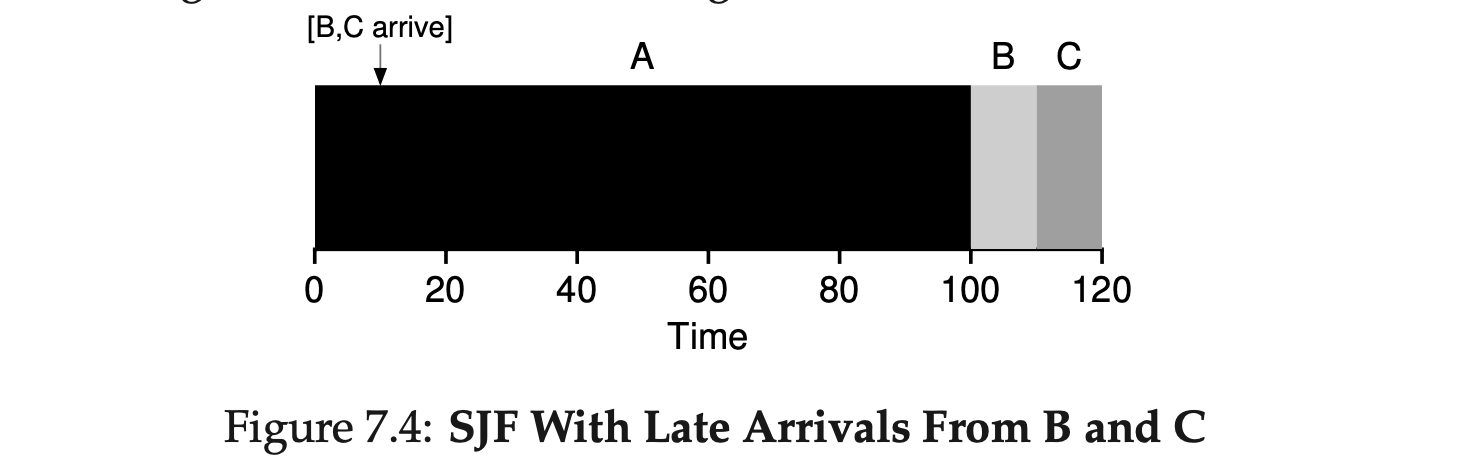 [B,C arrive]
A B C
0 20 40 60 80 100 120
Time
Figure 7.4: SJF With Late Arrivals From B and C